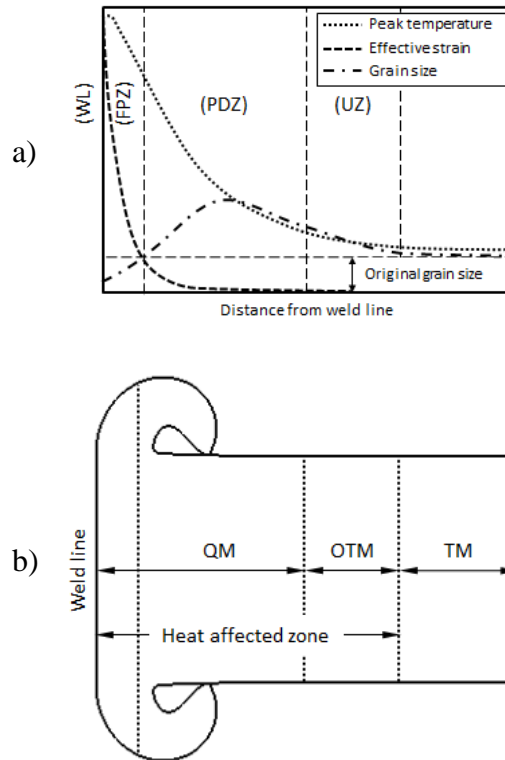 a)
Peak temperature
Effective strain
Grain size
(WL)
(FPZ)
(PDZ)
(UZ)
Original grain size
Distance from weld line
b)
Weld line
QM
OTM
TM
Heat affected zone